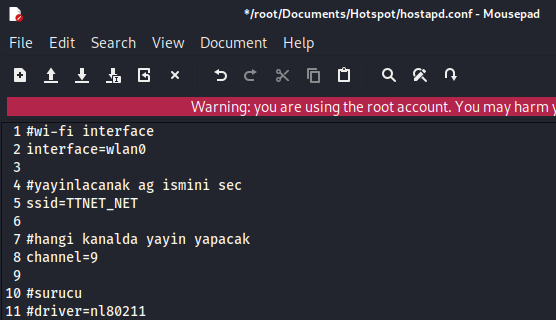 */root/Documents/Hotspot/hostapd.conf - Mousepad
File Edit Search View Document Help
Warning: you are using the root account. You may harm
1 #wi-fi interface
2 interface=wlan0
3
4 #yayinlacanak ag ismini sec
5 ssid=TTNET_NET
6
7 #hangi kanalda yayin yapacak
8 channel=9
9
10 #surucu
11 #driver=nl80211